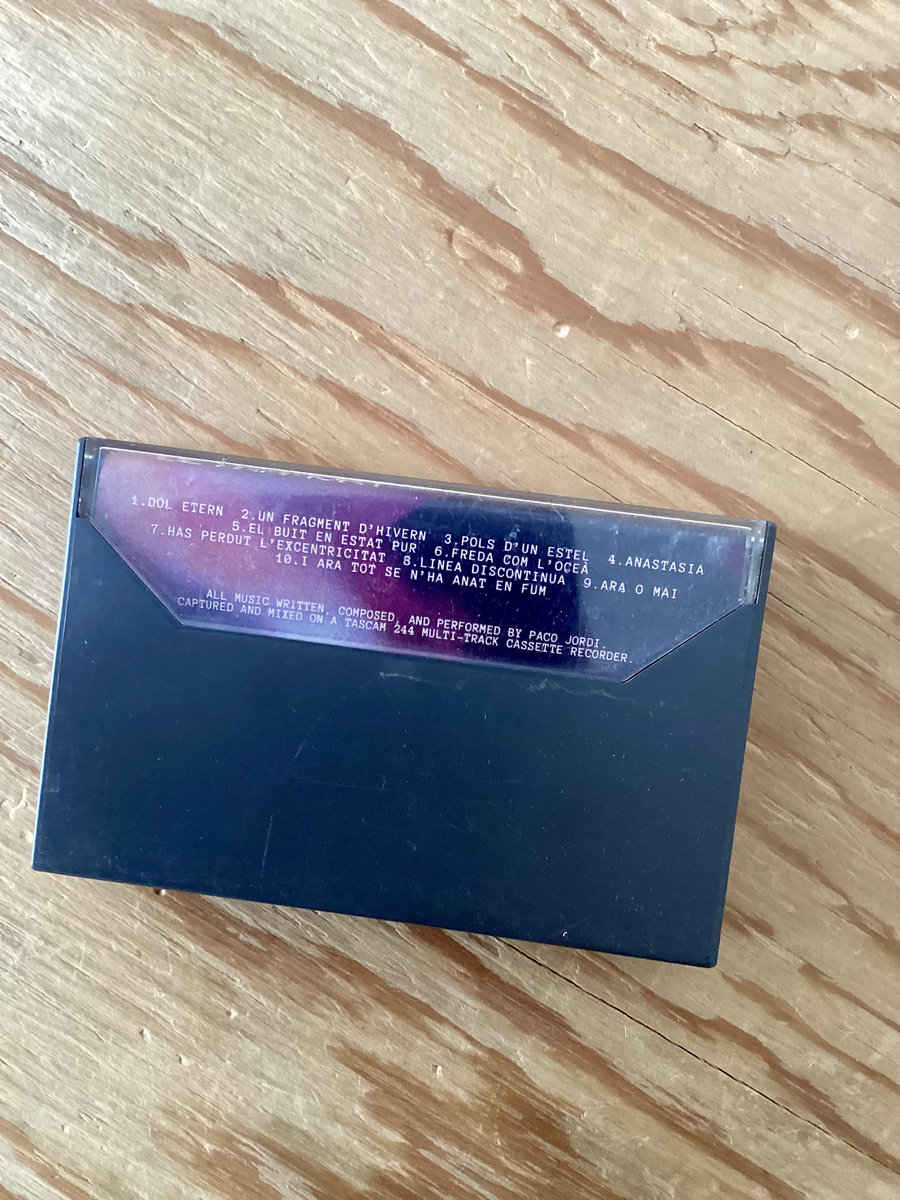 1.DOL ETERN 2.UN FRAGMENT D'HIVERN 3.POLS D'UN ESTEL 4.ANASTASIA
5.EL BUIT EN ESTAT PUR 6.FREDA COM L'OCEÀ
7.HAS PERDUT L'EXCENTRICITAT 8.LINEA DISCONTINUA 9.ARA O MAI
10.I ARA TOT SE N'HA ANAT EN FUM
ALL MUSIC WRITTEN, COMPOSED, AND PERFORMED BY PACO JORDI.
CAPTURED AND MIXED ON A TASCAM 244 MULTI-TRACK CASSETTE RECORDER.